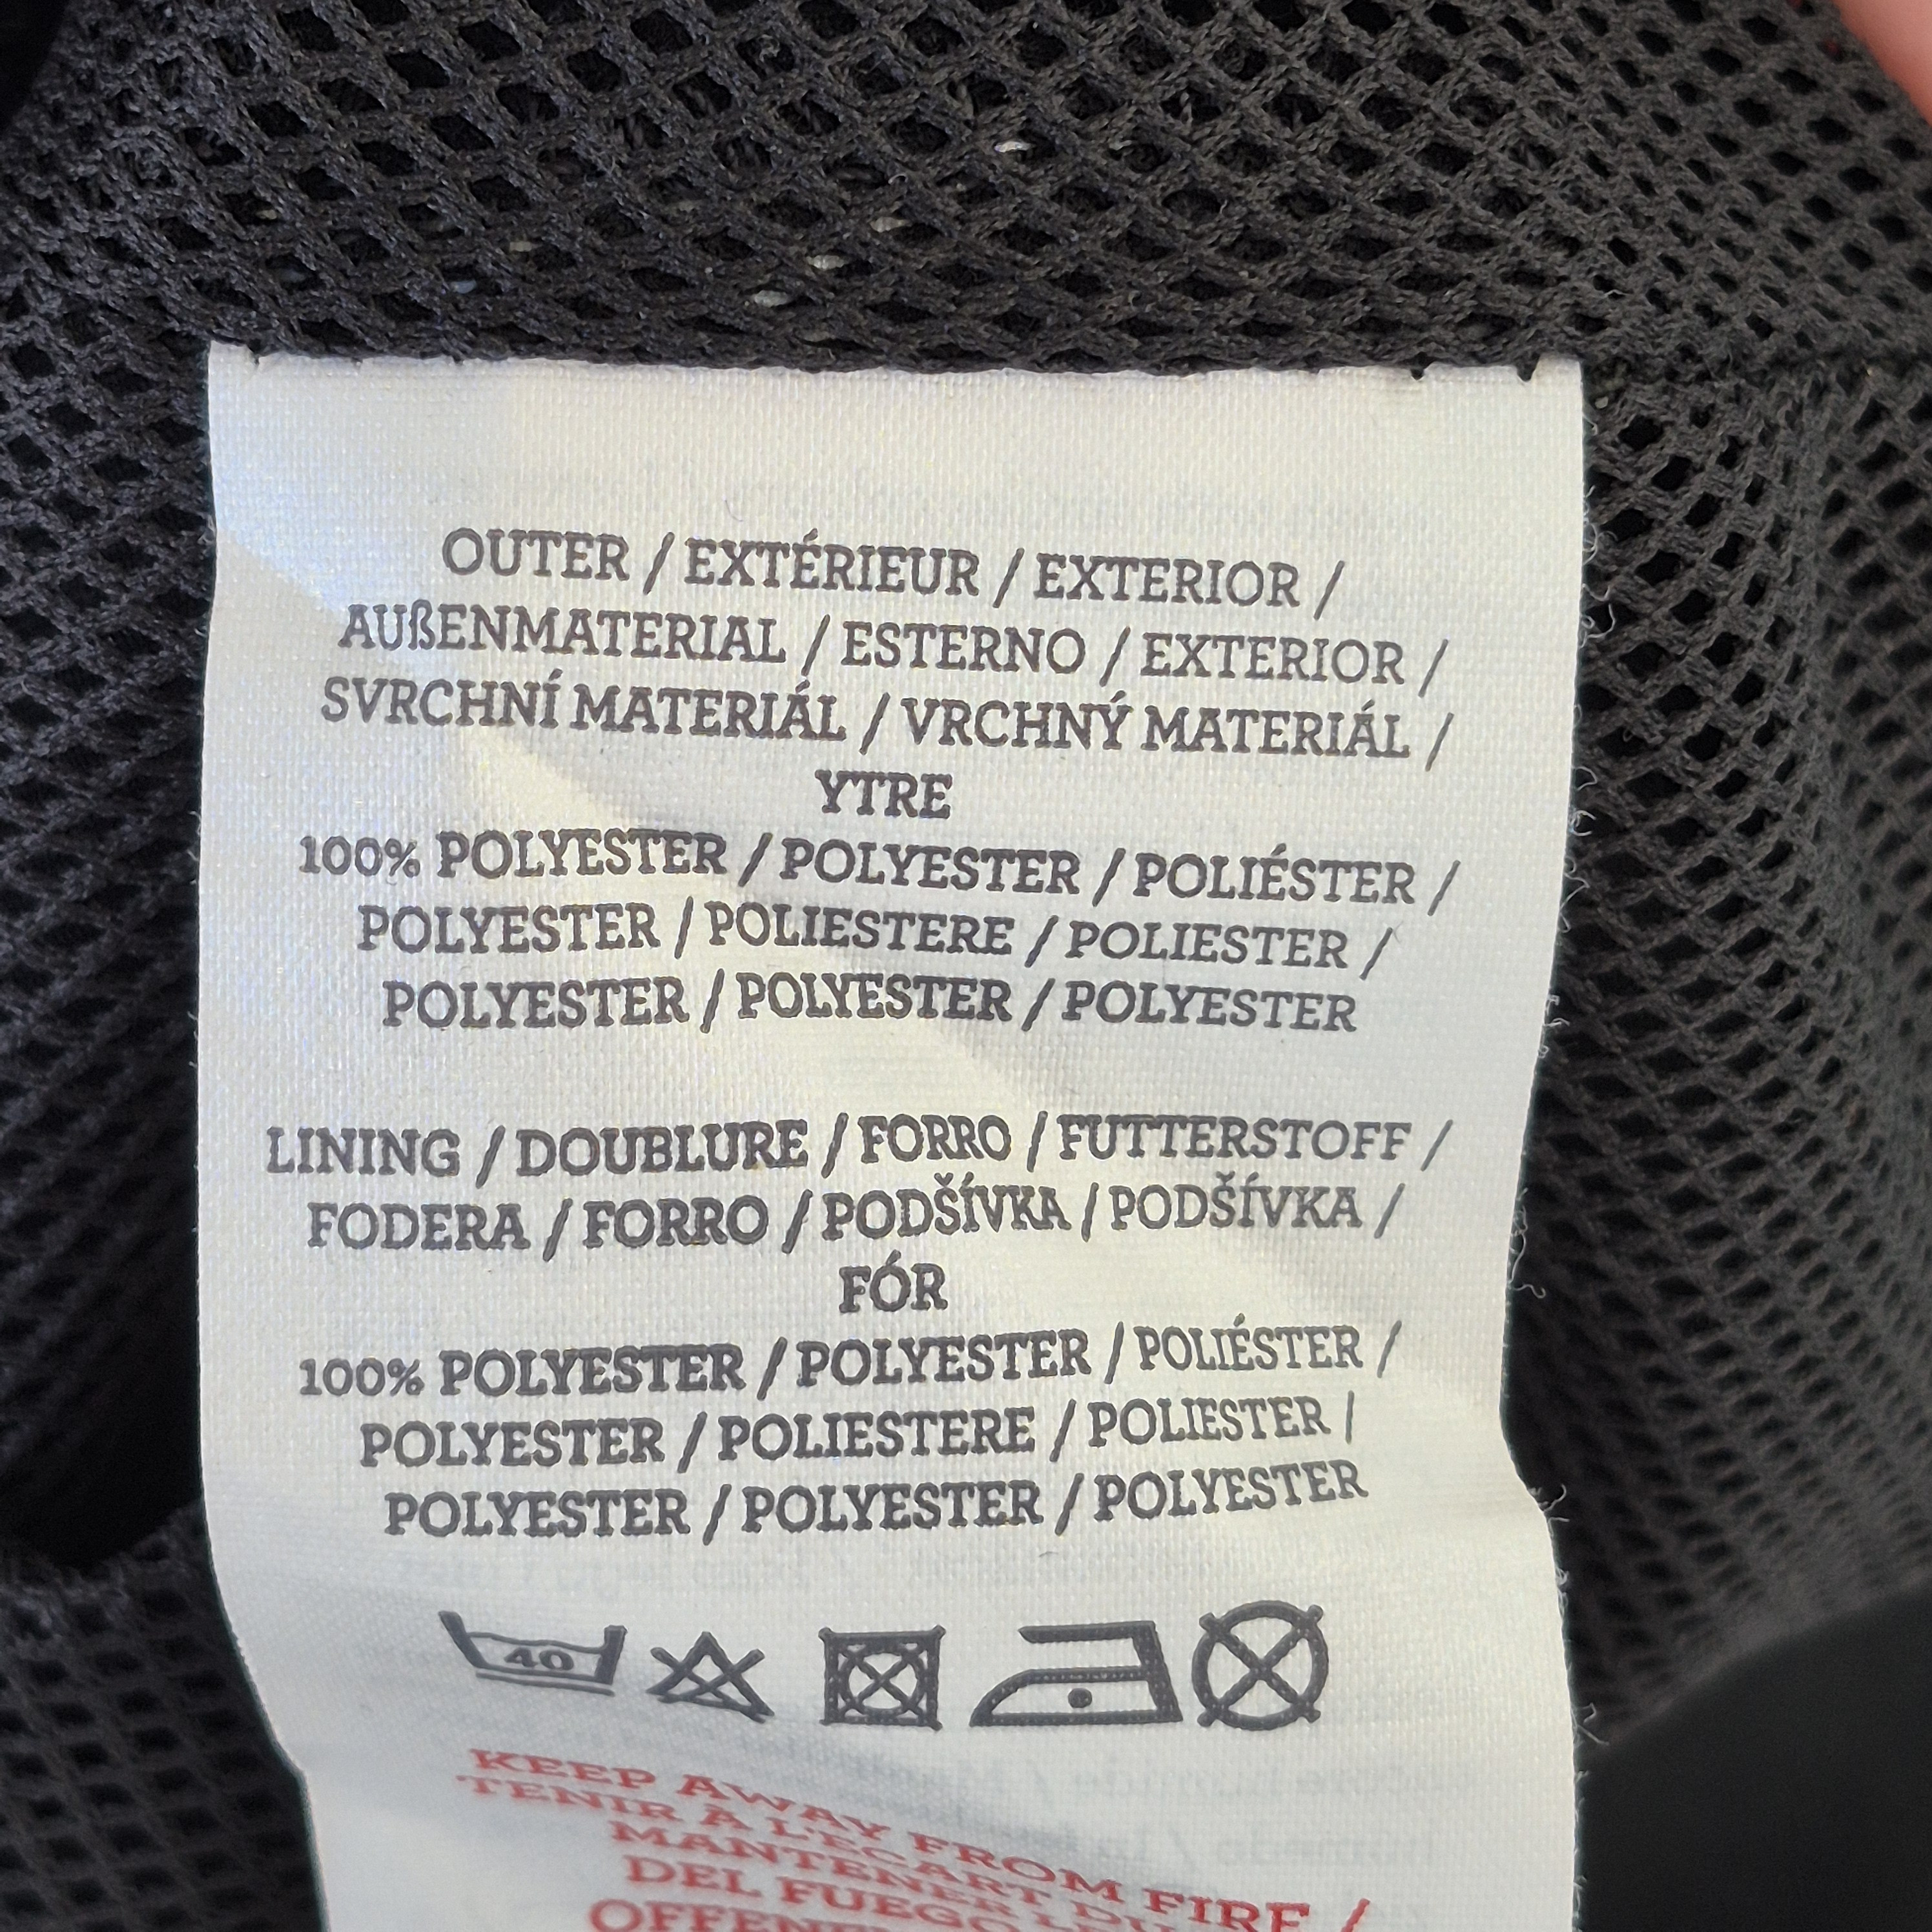 OUTER / EXTÉRIEUR / EXTERIOR /
AUßENMATERIAL / ESTERNO / EXTERIOR /
SVRCHNÍ MATERIÁL / VRCHNÝ MATERIÁL /
YTRE
100% POLYESTER / POLYESTER / POLIÉSTER /
POLYESTER / POLIESTERE / POLIESTER /
POLYESTER / POLYESTER / POLYESTER
LINING / DOUBLURE / FORRO / FUTTERSTOFF /
FODERA / FORRO / PODŠÍVKA / PODŠÍVKA /
FÓR
100% POLYESTER / POLYESTER / POLIÉSTER /
POLYESTER / POLIESTERE / POLIESTER /
POLYESTER / POLYESTER / POLYESTER
40
KEEP AWAY FROM FIRE /
TENIR À L'ÉCART DU
DEL FUEGO